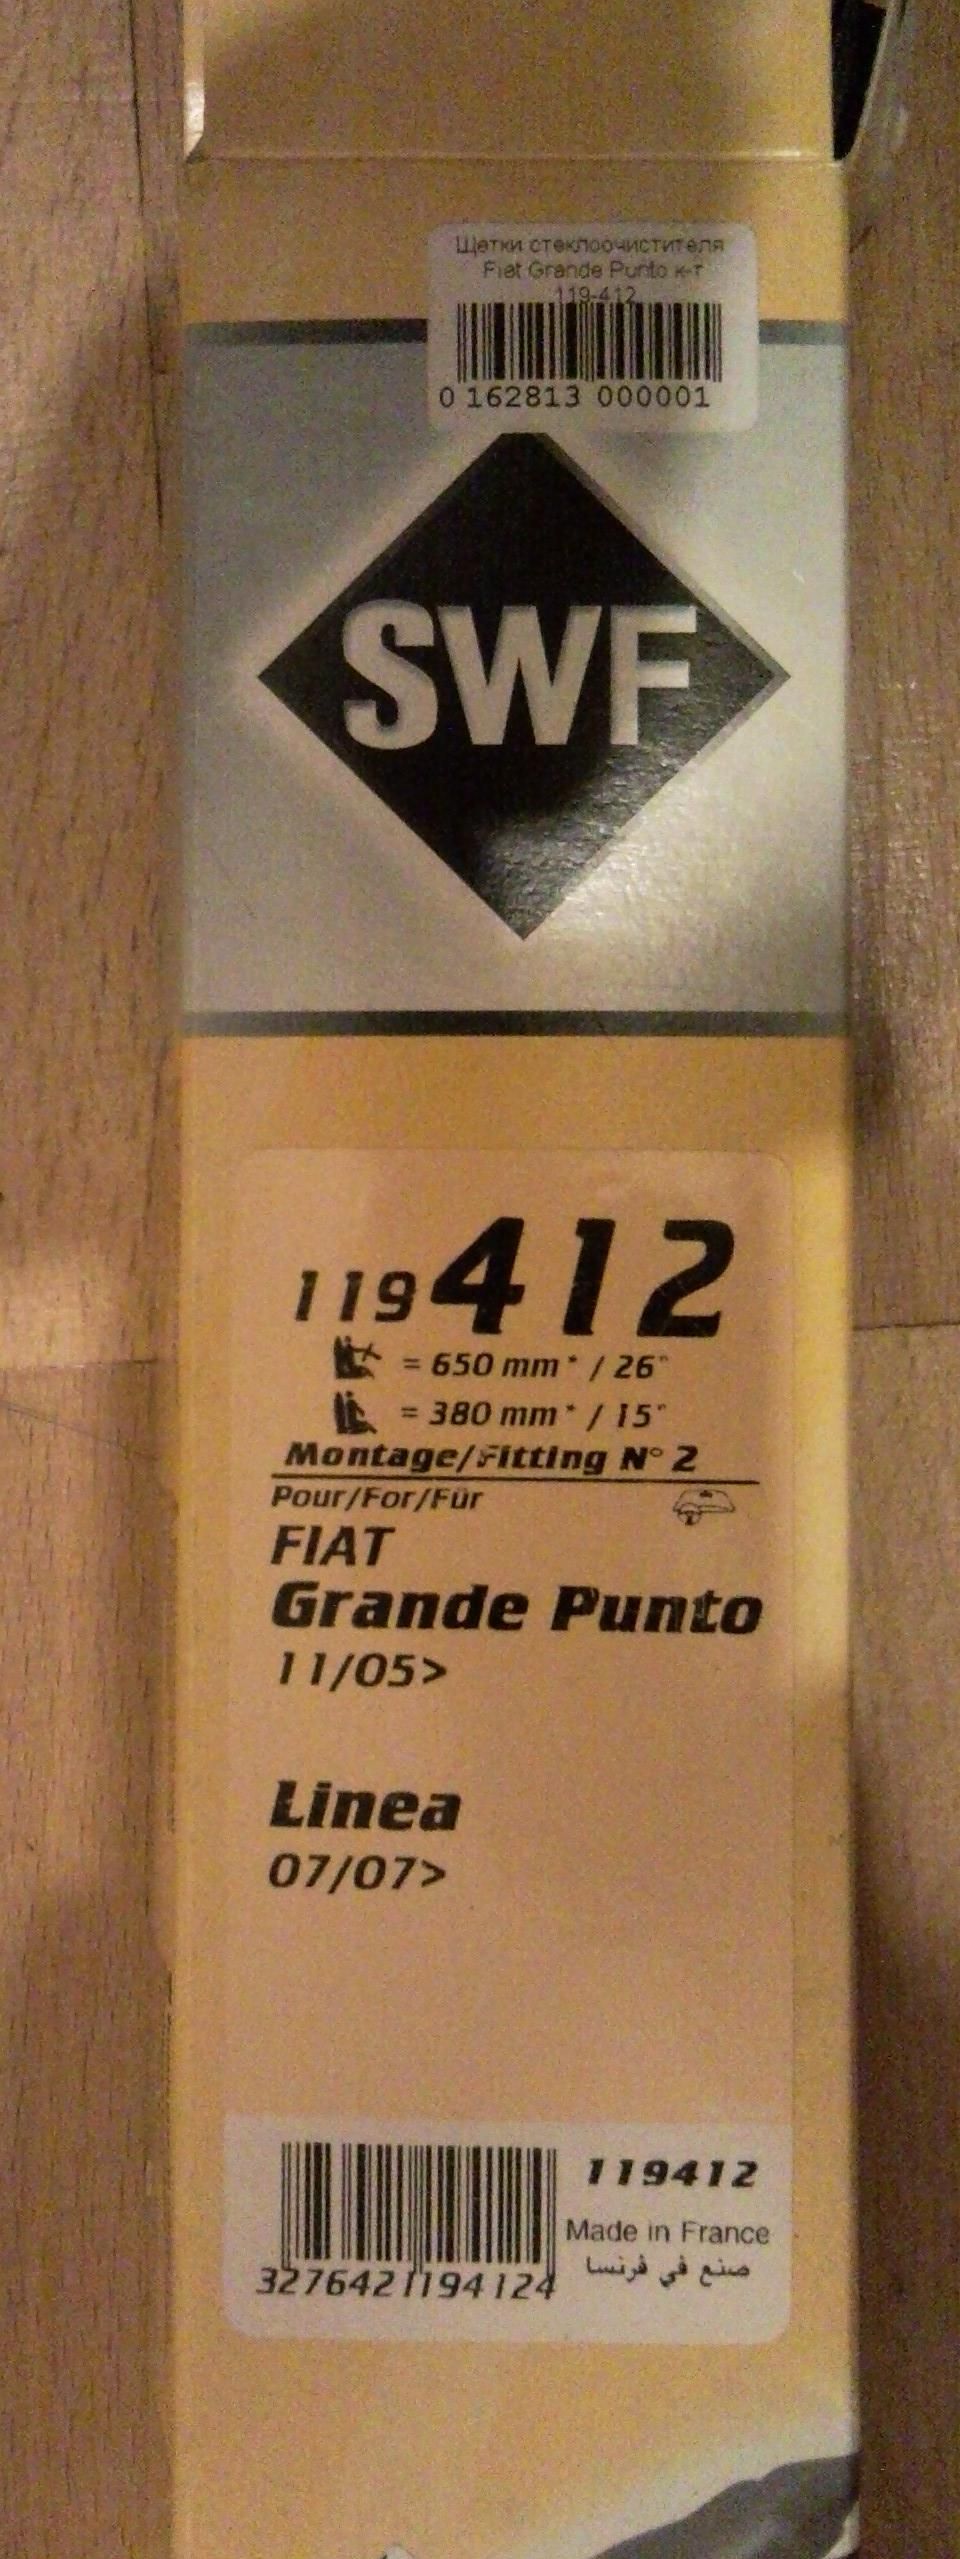 Щетки стеклоочистителя
Fiat Grande Punto к-т
119-412
0 162813 000001
SWF
119412
= 650 mm* / 26"
= 380 mm* / 15"
Montage/Fitting N° 2
Pour/For/Für
FIAT
Grande Punto
11/05>
Linea
07/07>
119412
Made in France
صنع في فرنسا
3276421194124